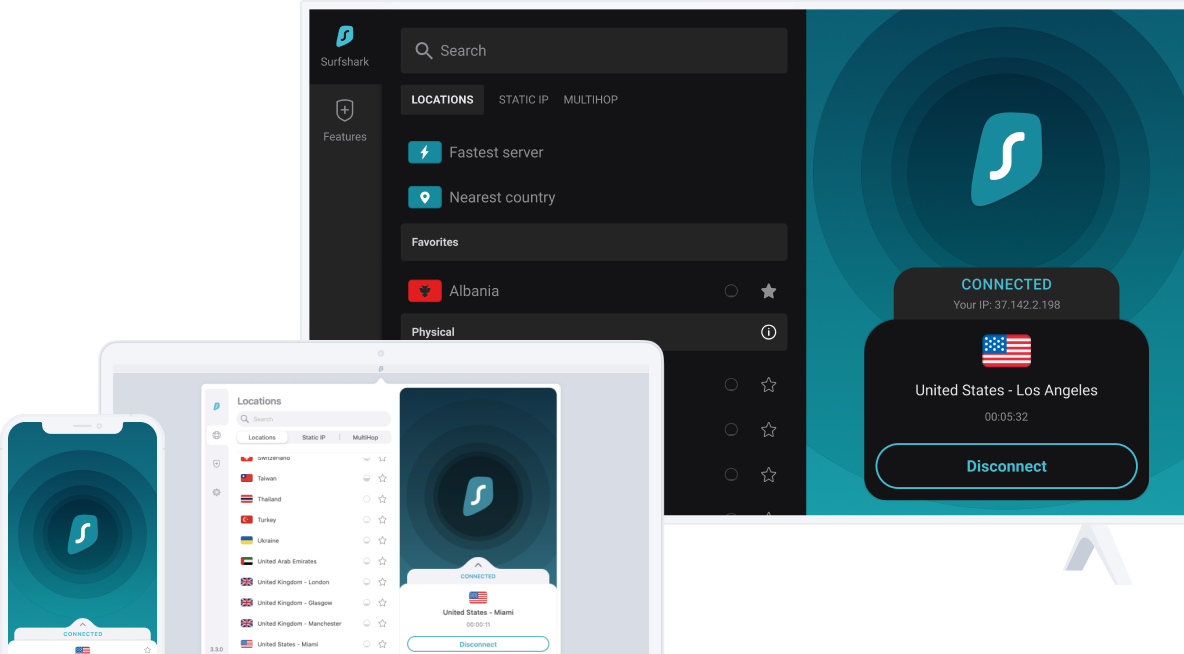 Surfshark
Features
Search
LOCATIONS STATIC IP MULTIHOP
Fastest server
Nearest country
Favorites
Albania
Physical
CONNECTED
Your IP: 37.142.2.198
United States - Los Angeles
00:05:32
Disconnect
Locations
Search
Locations Static IP MultiHop
Switzerland
Taiwan
Thailand
Turkey
Ukraine
United Arab Emirates
United Kingdom - London
United Kingdom - Glasgow
United Kingdom - Manchester
United States - Miami
3.3.0
CONNECTED
United States - Miami
00:00:11
Disconnect
CONNECTED